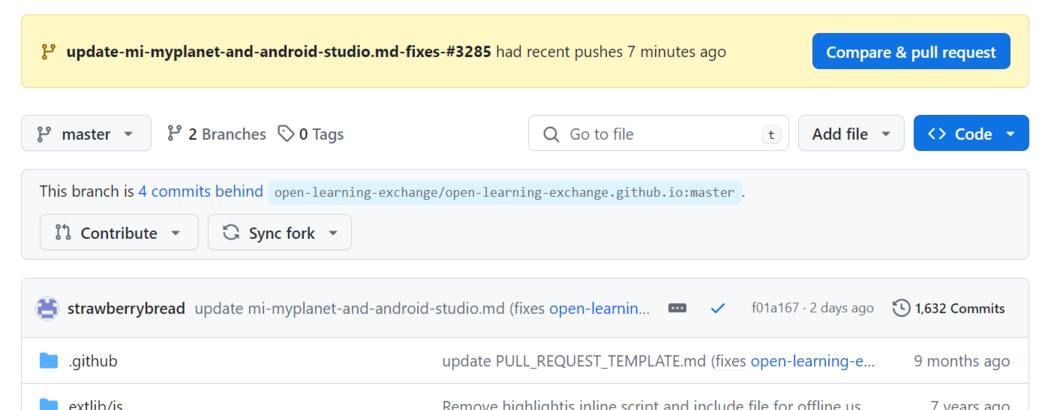 update-mi-myplanet-and-android-studio.md-fixes-#3285 had recent pushes 7 minutes ago Compare & pull request
master 2 Branches 0 Tags Go to file t Add file <> Code
This branch is 4 commits behind open-learning-exchange/open-learning-exchange.github.io:master .
Contribute Sync fork
strawberrybread update mi-myplanet-and-android-studio.md (fixes open-learnin... f01a167 · 2 days ago 1,632 Commits
.github update PULL_REQUEST_TEMPLATE.md (fixes open-learning-e... 9 months ago
extlib/js Remove highlightjs inline script and include file for offline us 7 years ago